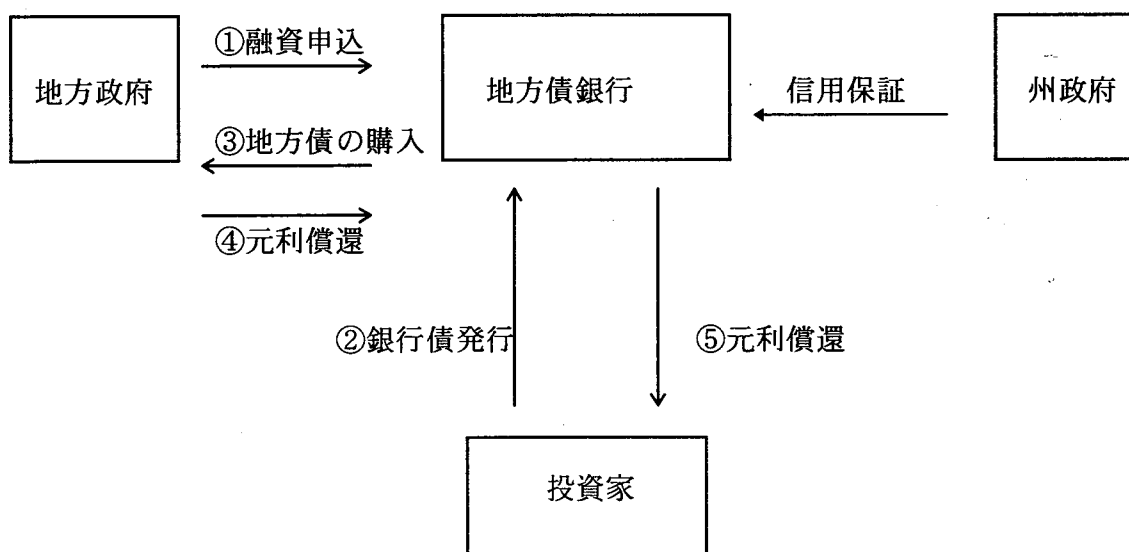 ①融資申込
地方政府
地方債銀行
信用保証
州政府
③地方債の購入
④元利償還
②銀行債発行
⑤元利償還
投資家